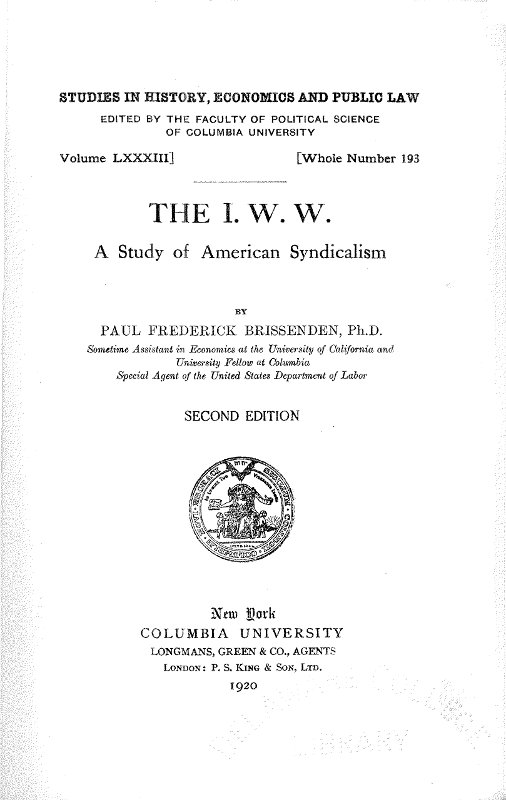 STUDIES IN HISTORY, ECONOMICS AND PUBLIC LAW
EDITED BY THE FACULTY OF POLITICAL SCIENCE
OF COLUMBIA UNIVERSITY
Volume LXXXIII] [Whole Number 193
THE I. W. W.
A Study of American Syndicalism
BY
PAUL FREDERICK BRISSENDEN, Ph.D.
Sometime Assistant in Economics at the University of California and
University Fellow at Columbia
Special Agent of the United States Department of Labor
SECOND EDITION
New York
COLUMBIA UNIVERSITY
LONGMANS, GREEN & CO., AGENTS
LONDON: P. S. KING & SON, LTD.
1920